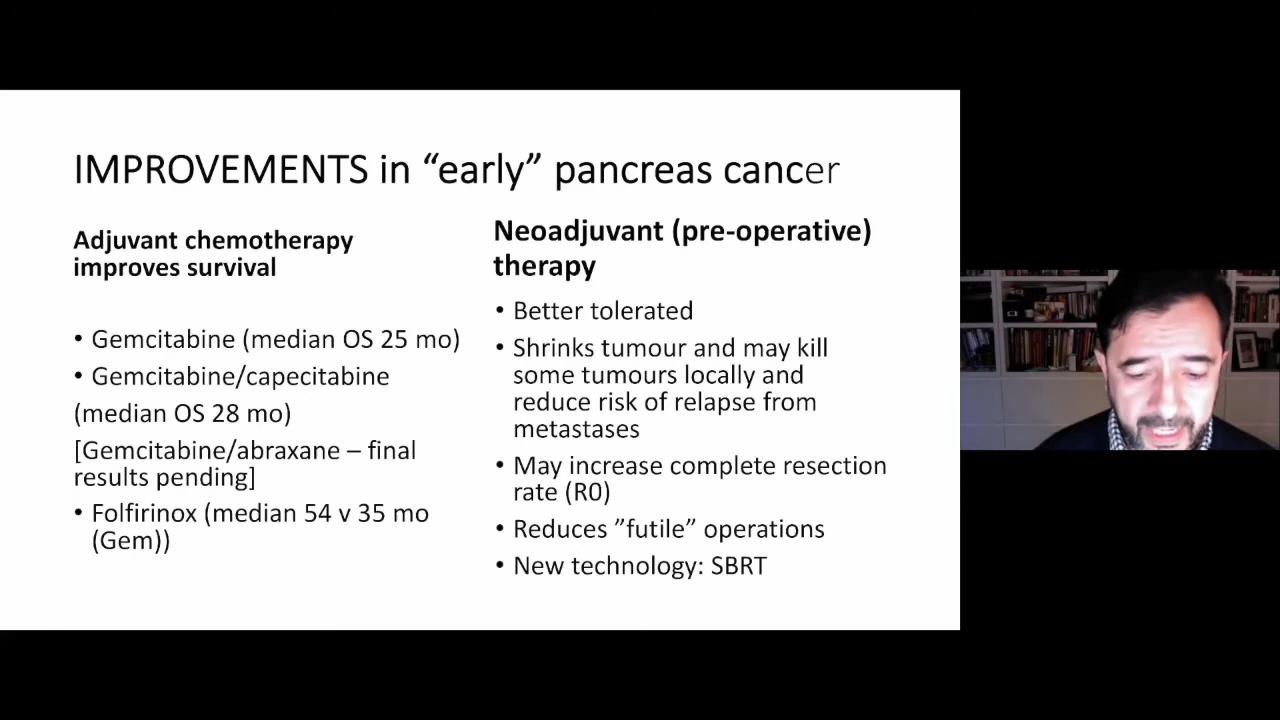 IMPROVEMENTS in “early” pancreas cancer
Adjuvant chemotherapy
improves survival
• Gemcitabine (median OS 25 mo)
• Gemcitabine/capecitabine
(median OS 28 mo)
[Gemcitabine/abraxane – final
results pending]
• Folfirinox (median 54 v 35 mo
(Gem))
Neoadjuvant (pre-operative)
therapy
• Better tolerated
• Shrinks tumour and may kill
some tumours locally and
reduce risk of relapse from
metastases
• May increase complete resection
rate (R0)
• Reduces ”futile” operations
• New technology: SBRT